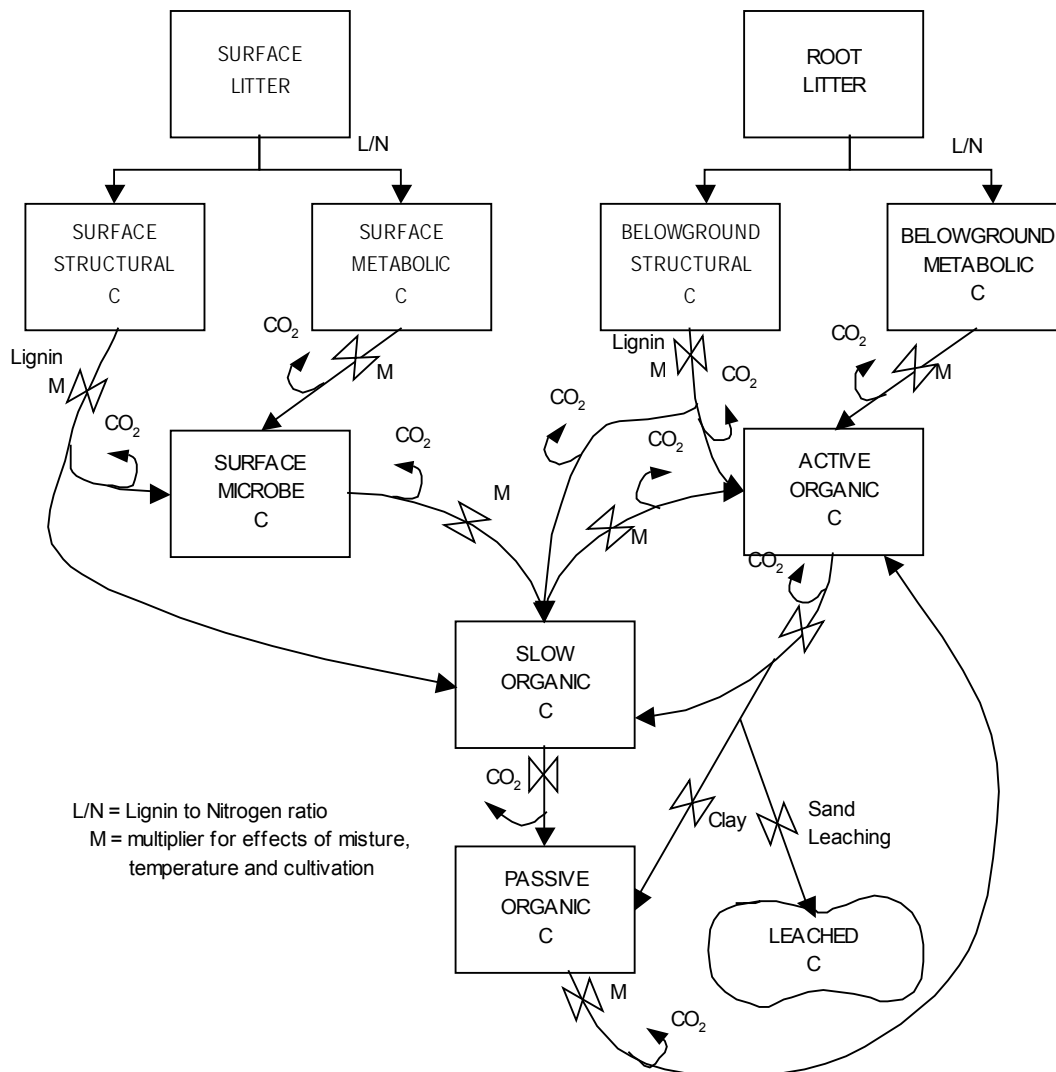 SURFACE
LITTER
ROOT
LITTER
L/N
L/N
SURFACE
STRUCTURAL
C
SURFACE
METABOLIC
C
BELOWGROUND
STRUCTURAL
C
BELOWGROUND
METABOLIC
C
Lignin
M
CO2
M
Lignin
M
CO2
CO2
M
CO2
CO2
SURFACE
MICROBE
C
CO2
M
CO2
M
ACTIVE
ORGANIC
C
CO2
SLOW
ORGANIC
C
CO2
L/N = Lignin to Nitrogen ratio
M = multiplier for effects of misture,
temperature and cultivation
Clay
Sand
Leaching
PASSIVE
ORGANIC
C
LEACHED
C
M
CO2